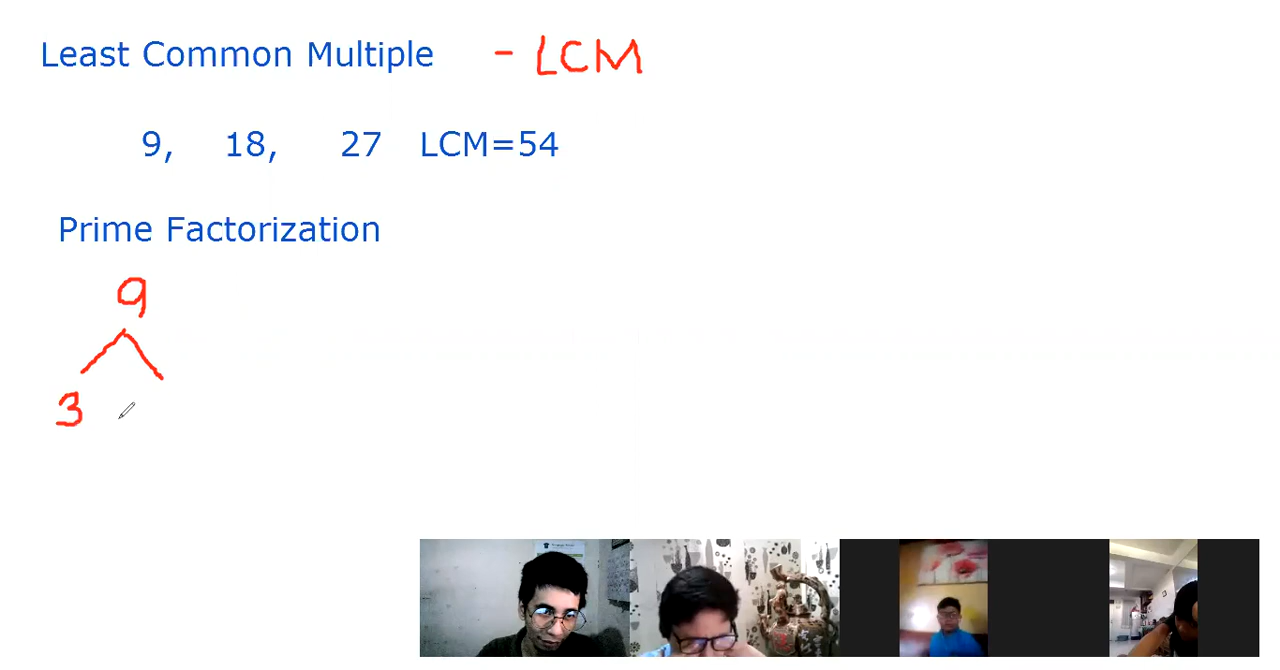 Least Common Multiple - LCM
9, 18, 27 LCM=54
Prime Factorization
9
3